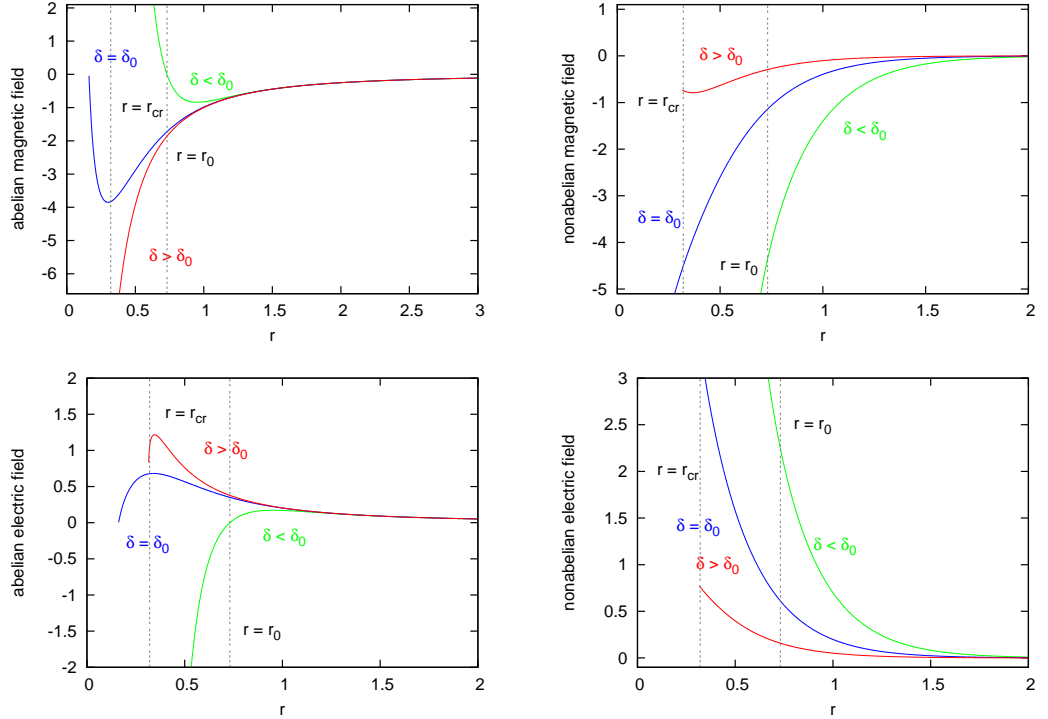 abelian magnetic field
2
1
0
-1
-2
-3
-4
-5
-6
δ = δ0
δ < δ0
r = rcr
r = r0
δ > δ0
0 0.5 1 1.5 2 2.5 3
r
nonabelian magnetic field
1
0
-1
-2
-3
-4
-5
δ > δ0
r = rcr
δ < δ0
δ = δ0
r = r0
0 0.5 1 1.5 2
r
abelian electric field
2
1.5
1
0.5
0
-0.5
-1
-1.5
-2
r = rcr
δ > δ0
δ = δ0
δ < δ0
r = r0
0 0.5 1 1.5 2
r
nonabelian electric field
3
2.5
2
1.5
1
0.5
0
r = r0
r = rcr
δ = δ0
δ < δ0
δ > δ0
0 0.5 1 1.5 2
r